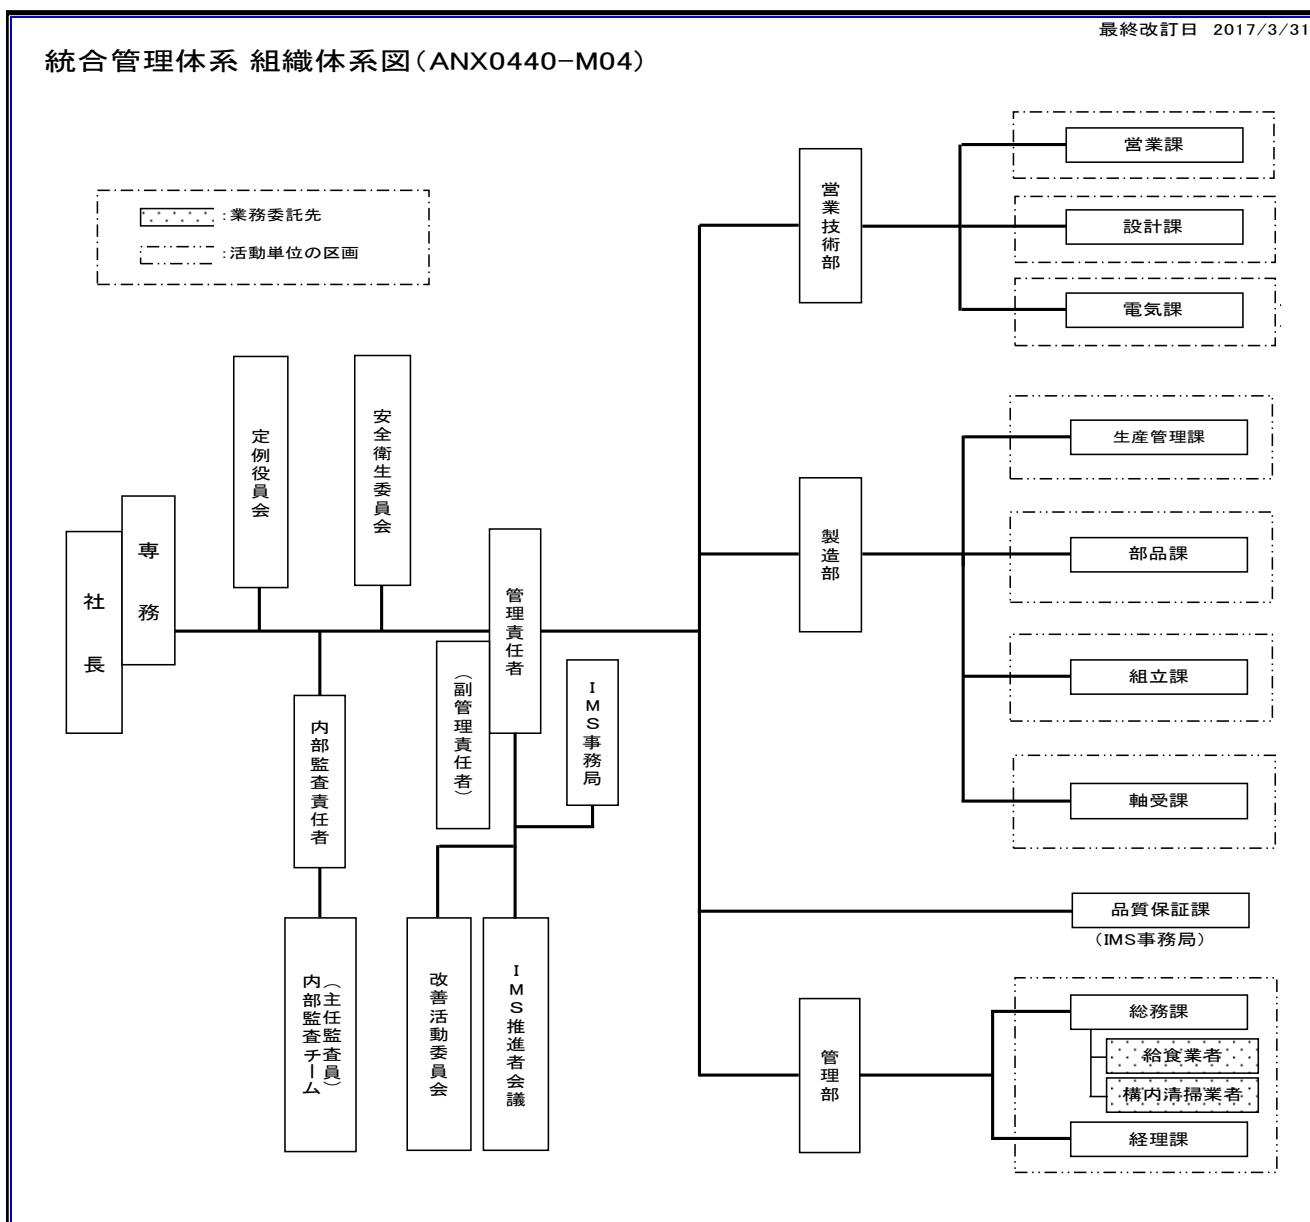 最終改訂日 2017/3/31
統合管理体系 組織体系図(ANX0440-M04)
:業務委託先
:活動単位の区画
社長
専務
定例役員会
安全衛生委員会
管理責任者
(副管理責任者)
IMS事務局
内部監査責任者
(主任監査員)
内部監査チーム
改善活動委員会
IMS推進者会議
営業技術部
営業課
設計課
電気課
製造部
生産管理課
部品課
組立課
軸受課
品質保証課
(IMS事務局)
管理部
総務課
給食業者
構内清掃業者
経理課